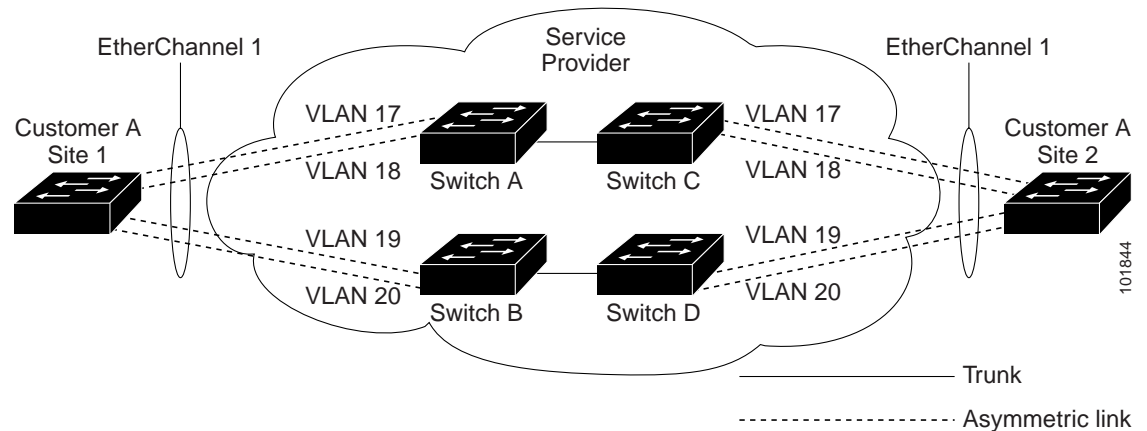 EtherChannel 1
Service
Provider
EtherChannel 1
Customer A
Site 1
VLAN 17
VLAN 18
Switch A
Switch C
VLAN 17
VLAN 18
Customer A
Site 2
VLAN 19
VLAN 20
Switch B
Switch D
VLAN 19
VLAN 20
101844
Trunk
Asymmetric link